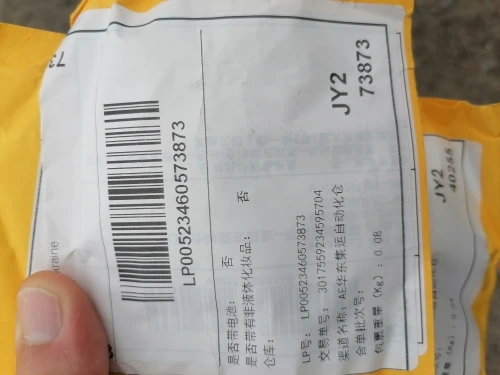 LP00523460573873
是否带电池: 否
是否带有非液体化妆品: 否
仓库:
LP号: LP00523460573873
交易单号: 3017559234595704
渠道名称: AE华东集运自动化仓
合单批次号:
包裹重量 (Kg): 0.08
JY2
73873
73
JY2
40255